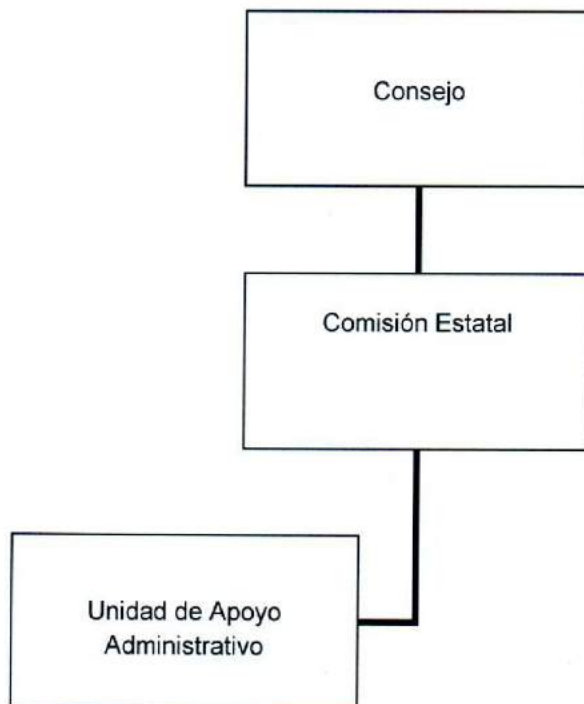 Consejo
Comisión Estatal
Unidad de Apoyo
Administrativo